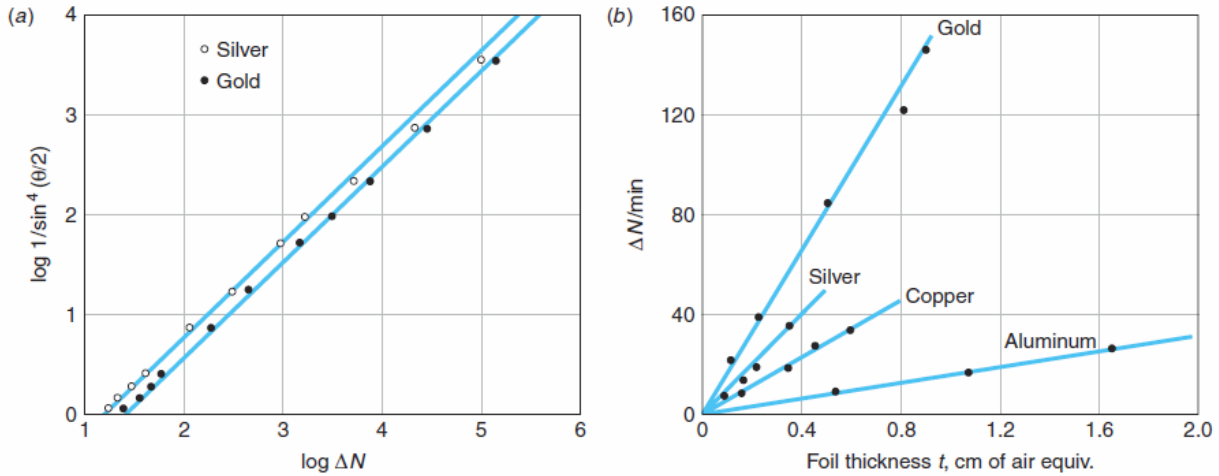 (a)
4
3
2
1
0
1 2 3 4 5 6
log 1/sin⁴ (θ/2)
log ΔN
Silver
Gold
(b)
160
120
80
40
0
0 0.4 0.8 1.2 1.6 2.0
ΔN/min
Foil thickness t, cm of air equiv.
Gold
Silver
Copper
Aluminum